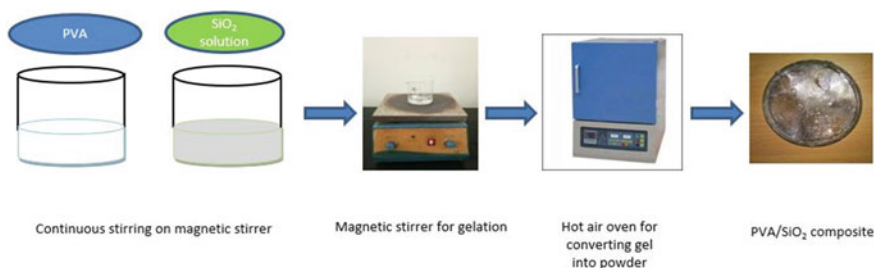 PVA
SiO₂
solution
Continuous stirring on magnetic stirrer
Magnetic stirrer for gelation
Hot air oven for
converting gel
into powder
PVA/SiO₂ composite